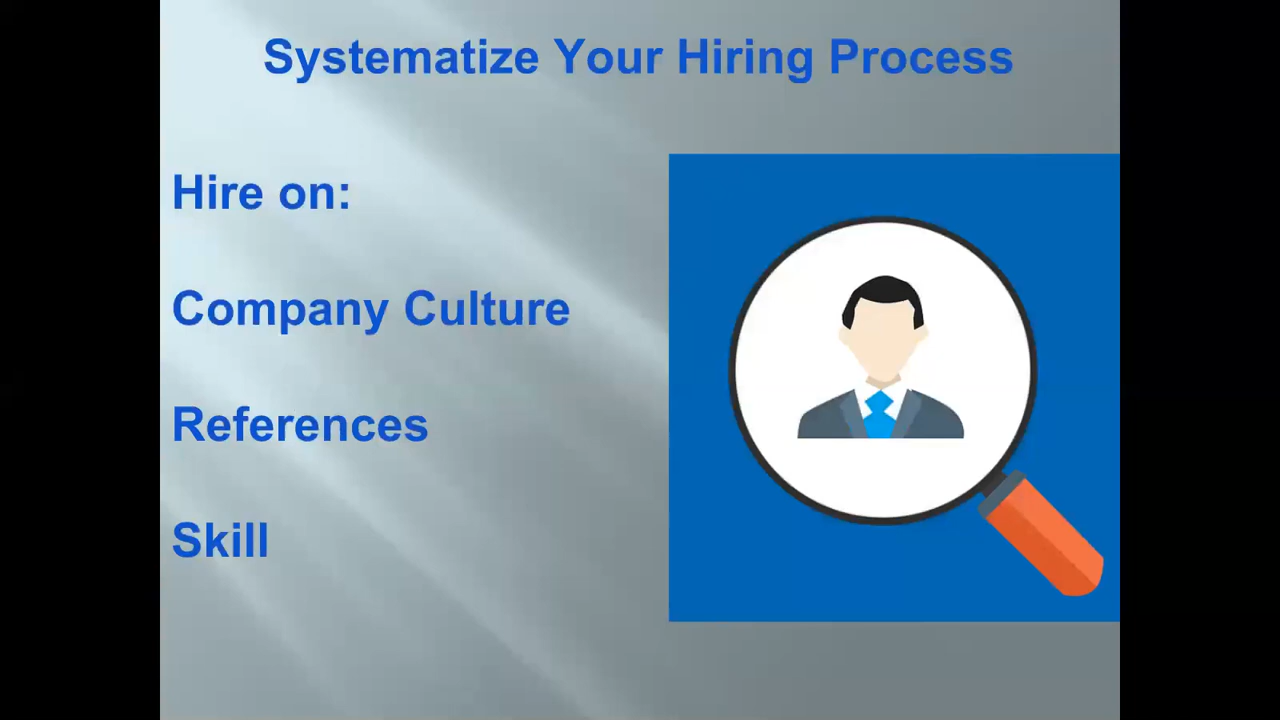 Systematize Your Hiring Process
Hire on:
Company Culture
References
Skill